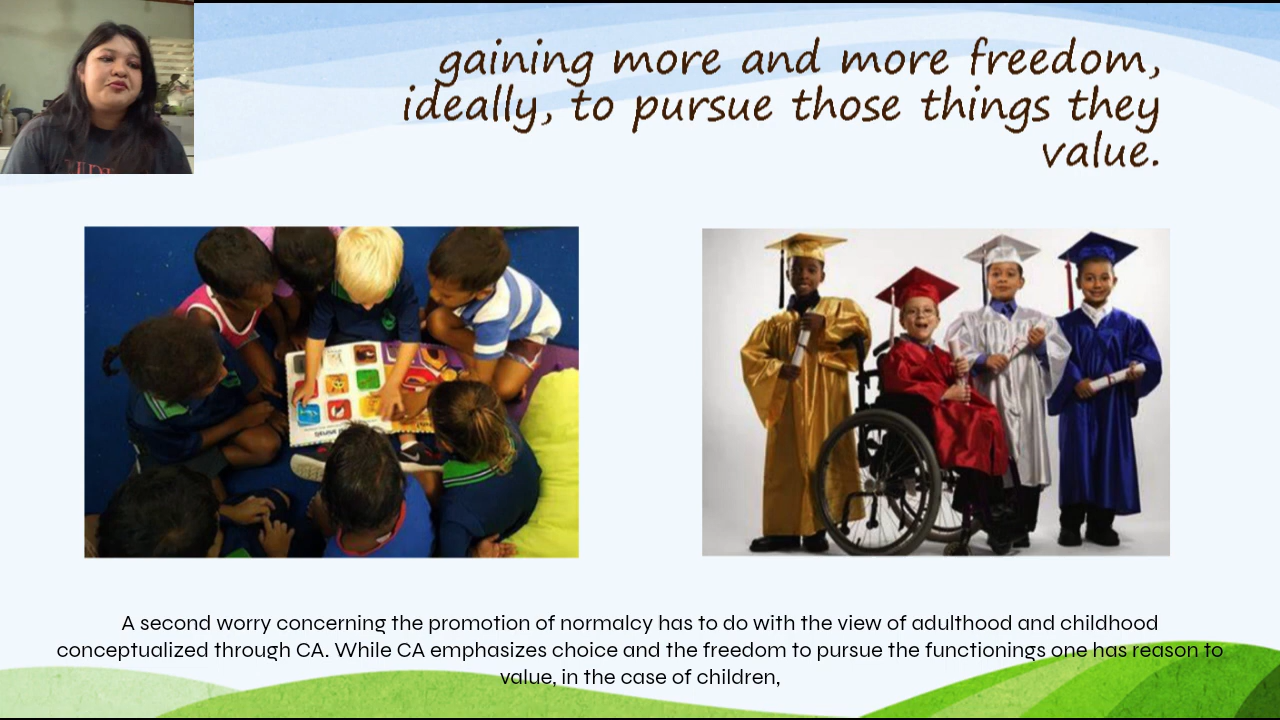 gaining more and more freedom,
ideally, to pursue those things they
value.
A second worry concerning the promotion of normalcy has to do with the view of adulthood and childhood
conceptualized through CA. While CA emphasizes choice and the freedom to pursue the functionings one has reason to
value, in the case of children,